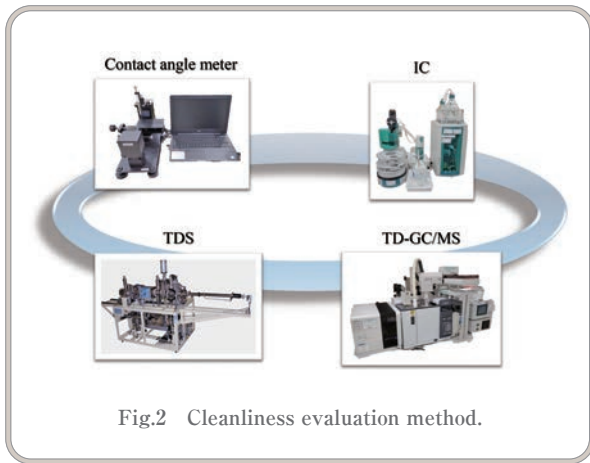 Contact angle meter
IC
TDS
TD-GC/MS
Fig.2 Cleanliness evaluation method.